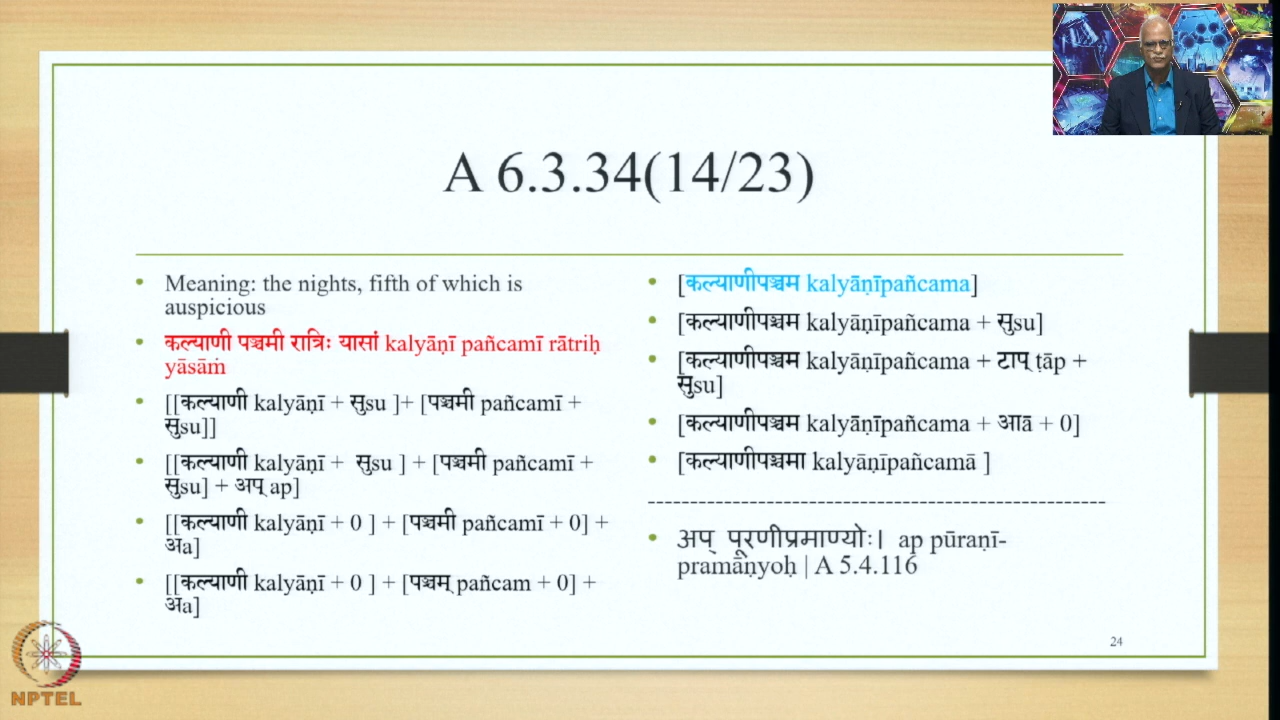 A 6.3.34(14/23)
Meaning: the nights, fifth of which is
auspicious
कल्याणी पञ्चमी रात्रिः यासां kalyāṇī pañcamī rātriḥ
yāsāṁ
[[कल्याणी kalyāṇī + सुsu ]+ [पञ्चमी pañcamī +
सुsu]]
[[कल्याणी kalyāṇī + सुsu ] + [पञ्चमी pañcamī +
सुsu] + अप् ap]
[[कल्याणी kalyāṇī + 0 ] + [पञ्चमी pañcamī + 0] +
अa]
[[कल्याणी kalyāṇī + 0 ] + [पञ्चम् pañcam + 0] +
अa]
[कल्याणीपञ्चम kalyāṇīpañcama]
[कल्याणीपञ्चम kalyāṇīpañcama + सुsu]
[कल्याणीपञ्चम kalyāṇīpañcama + टाप् ṭāp +
सुsu]
[कल्याणीपञ्चम kalyāṇīpañcama + आā + 0]
[कल्याणीपञ्चमा kalyāṇīpañcamā ]
-----------------------------------------------------
अप् पूरणीप्रमाण्योः। ap pūraṇī-
pramāṇyoḥ | A 5.4.116
24
NPTEL